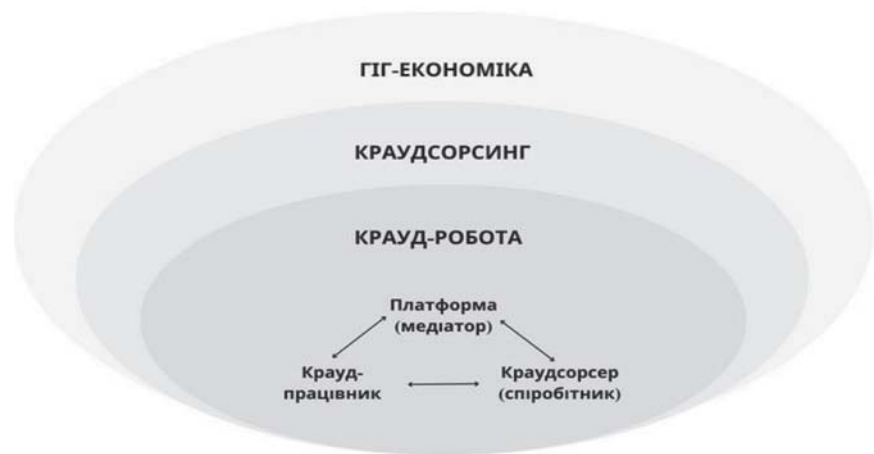 ГІГ-ЕКОНОМІКА
КРАУДСОРСИНГ
КРАУД-РОБОТА
Платформа
(медіатор)
Крауд-
працівник
Краудсорсер
(спіробітник)